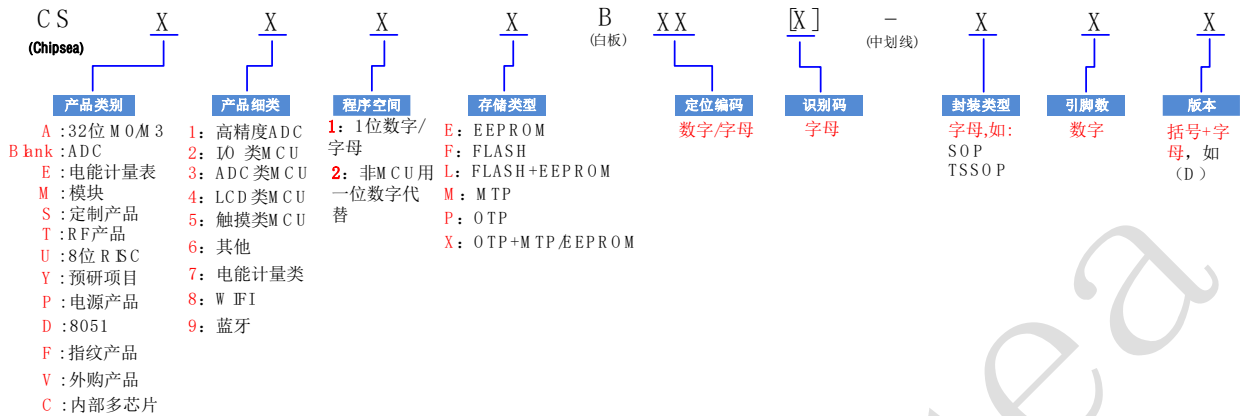 CS X X X X B XX [X] - X X X
(Chipsea) (白板) (中划线)
产品类别
A :32位 M0/M3
Blank :ADC
E :电能计量表
M :模块
S :定制产品
T :RF产品
U :8位 RISC
Y :预研项目
P :电源产品
D :8051
F :指纹产品
V :外购产品
C :内部多芯片
产品细类
1: 高精度ADC
2: I/O 类MCU
3: ADC类MCU
4: LCD类MCU
5: 触摸类MCU
6: 其他
7: 电能计量类
8: WIFI
9: 蓝牙
程序空间
1: 1位数字/
字母
2: 非MCU用
一位数字代
替
存储类型
E: EEPROM
F: FLASH
L: FLASH+EEPROM
M: MTP
P: OTP
X: OTP+MTP/EEPROM
定位编码
数字/字母
识别码
字母
封装类型
字母,如:
SOP
TSSOP
引脚数
数字
版本
括号+字
母, 如
(D)